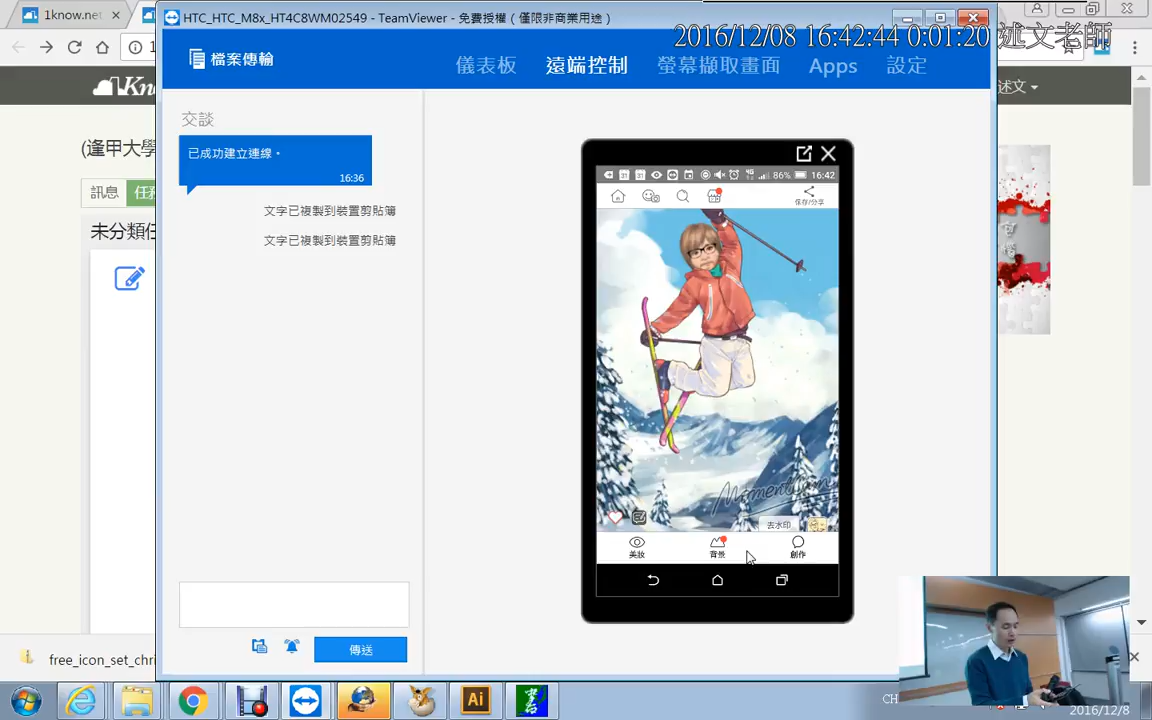 1know.net
HTC_HTC_M8x_HT4C8WM02549 - TeamViewer - 免費授權（僅限非商業用途）
2016/12/08 16:42:44 0:01:20 述文老師
檔案傳輸
儀表板
遠端控制
螢幕擷取畫面
Apps
設定
述文
(逢甲大學
訊息
未分類任
交談
已成功建立連線。
16:36
文字已複製到裝置剪貼簿
文字已複製到裝置剪貼簿
86% 16:42
保存/分享
MomentCam
去水印
美妝
背景
創作
傳送
free_icon_set_chri
Ai
CH
2016/12/8